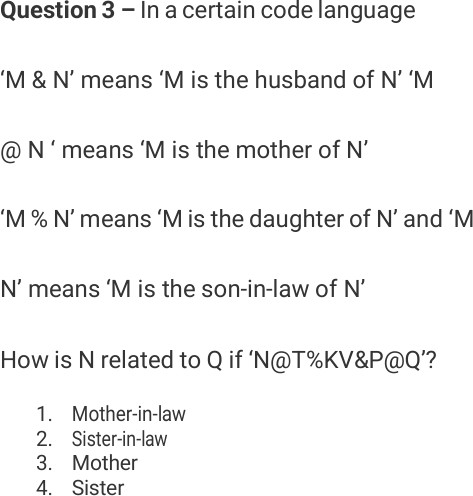 Question 3 – In a certain code language
‘M & N’ means ‘M is the husband of N’ ‘M
@ N ‘ means ‘M is the mother of N’
‘M % N’ means ‘M is the daughter of N’ and ‘M
N’ means ‘M is the son-in-law of N’
How is N related to Q if ‘N@T%KV&P@Q’?
1. Mother-in-law
2. Sister-in-law
3. Mother
4. Sister